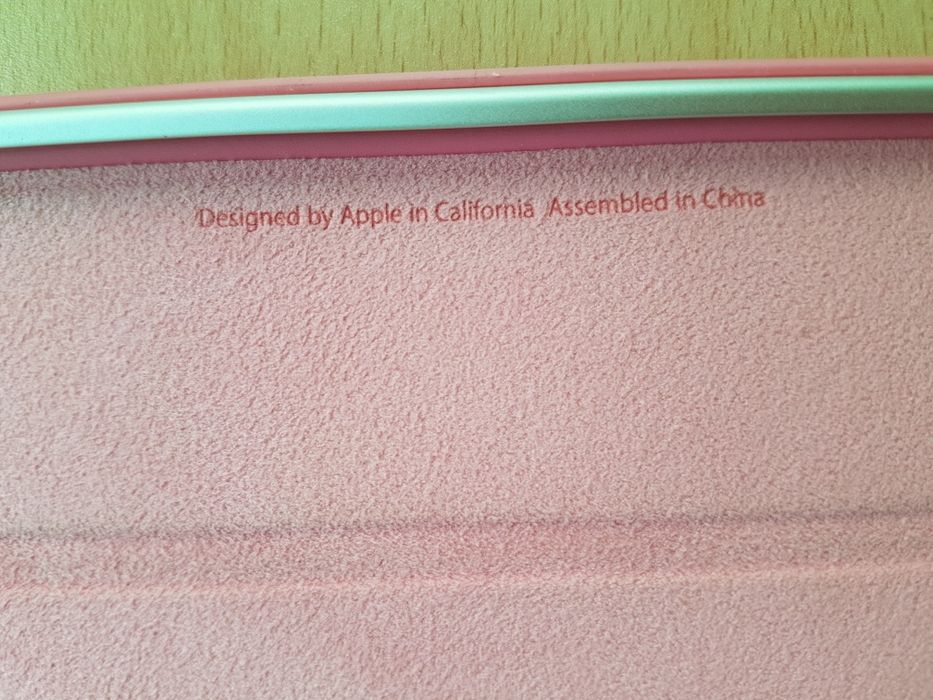 Designed by Apple in California Assembled in China